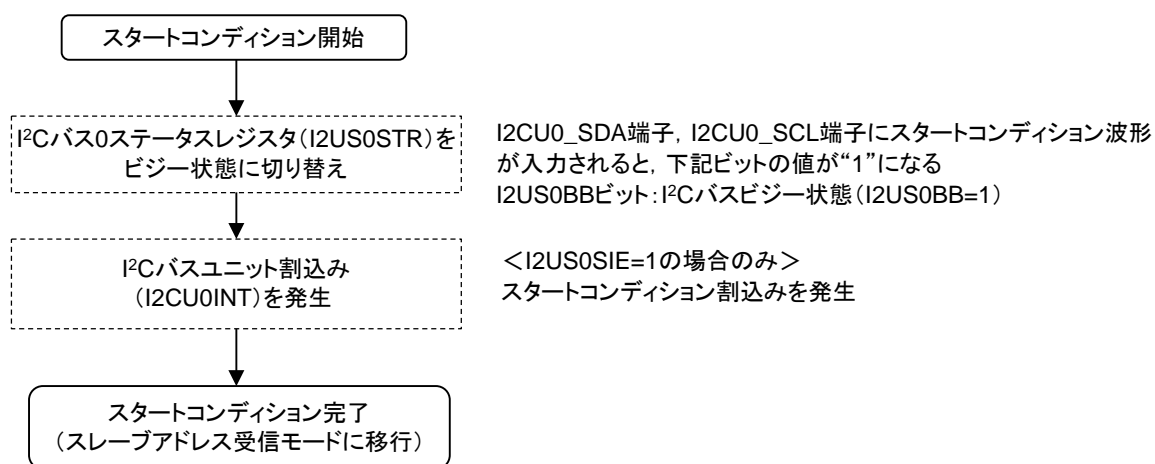 スタートコンディション開始
I²Cバス0ステータスレジスタ(I2US0STR)を
ビジー状態に切り替え
I2CU0_SDA端子，I2CU0_SCL端子にスタートコンディション波形
が入力されると，下記ビットの値が“1”になる
I2US0BBビット：I²Cバスビジー状態(I2US0BB=1)
I²Cバスユニット割込み
(I2CU0INT)を発生
＜I2US0SIE=1の場合のみ＞
スタートコンディション割込みを発生
スタートコンディション完了
(スレーブアドレス受信モードに移行)